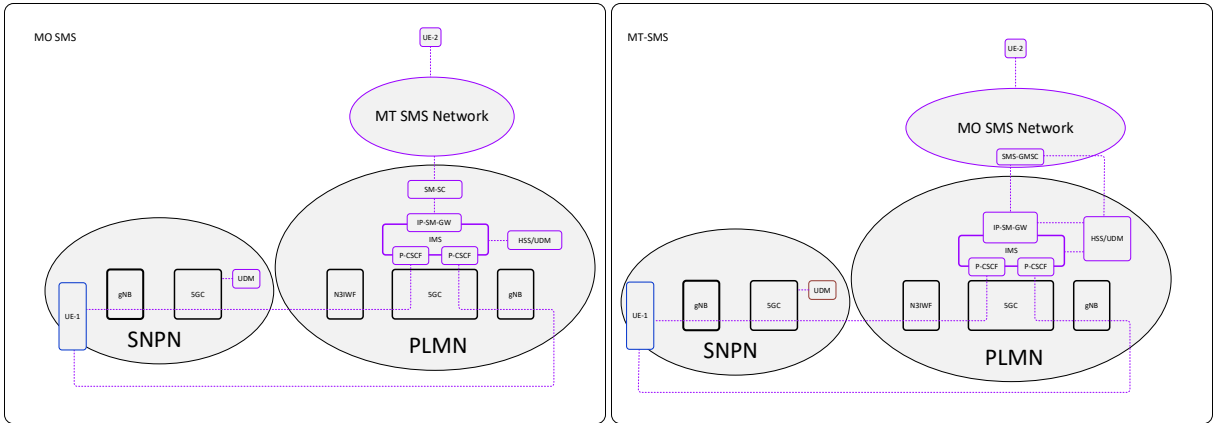 MO SMS
UE-2
MT SMS Network
SM-SC
IP-SM-GW
IMS
HSS/UDM
P-CSCF
P-CSCF
gNB
5GC
UDM
N3IWF
5GC
gNB
UE-1
SNPN
PLMN
MT-SMS
UE-2
MO SMS Network
SMS-GMSC
IP-SM-GW
HSS/UDM
IMS
P-CSCF
P-CSCF
gNB
5GC
UDM
N3IWF
5GC
gNB
UE-1
SNPN
PLMN